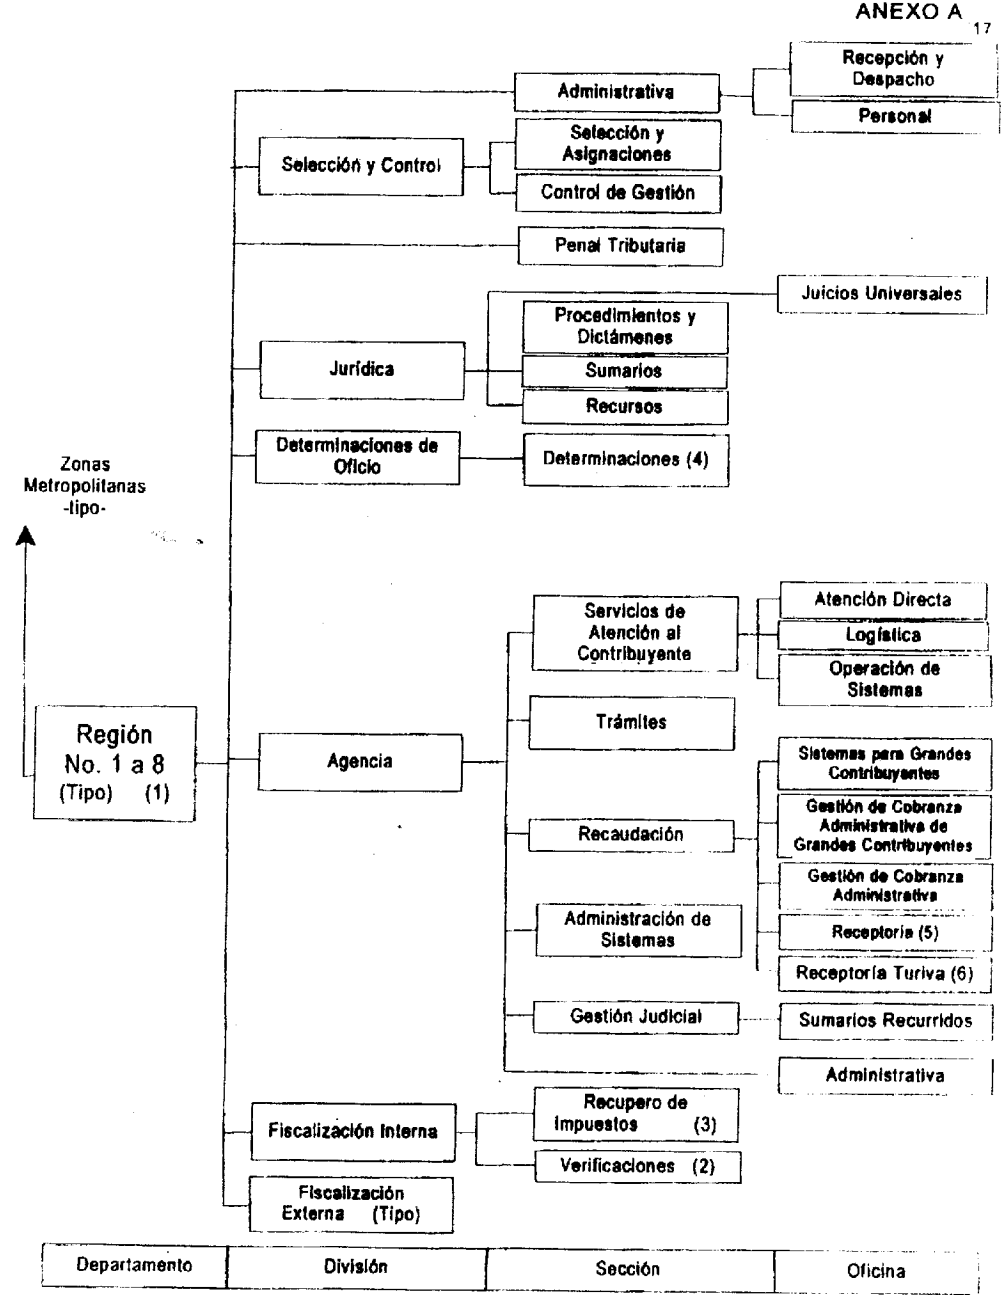 ANEXO A
17
Recepción y
Despacho
Administrativa
Personal
Selección y
Asignaciones
Selección y Control
Control de Gestión
Penal Tributaria
Juicios Universales
Procedimientos y
Dictámenes
Jurídica
Sumarios
Recursos
Determinaciones de
Oficio
Determinaciones (4)
Zonas
Metropolitanas
-tipo-
Servicios de
Atención al
Contribuyente
Atención Directa
Logística
Operación de
Sistemas
Trámites
Región
No. 1 a 8
(Tipo) (1)
Agencia
Sistemas para Grandes
Contribuyantes
Gestión de Cobranza
Administrativa de
Grandes Contribuyentes
Recaudación
Gestión de Cobranza
Administrativa
Administración de
Sistemas
Receptoría (5)
Receptoría Turiva (6)
Gestión Judicial
Sumarios Recurridos
Administrativa
Recupero de
Impuestos (3)
Fiscalización Interna
Verificaciones (2)
Fiscalización
Externa (Tipo)
Departamento
División
Sección
Oficina